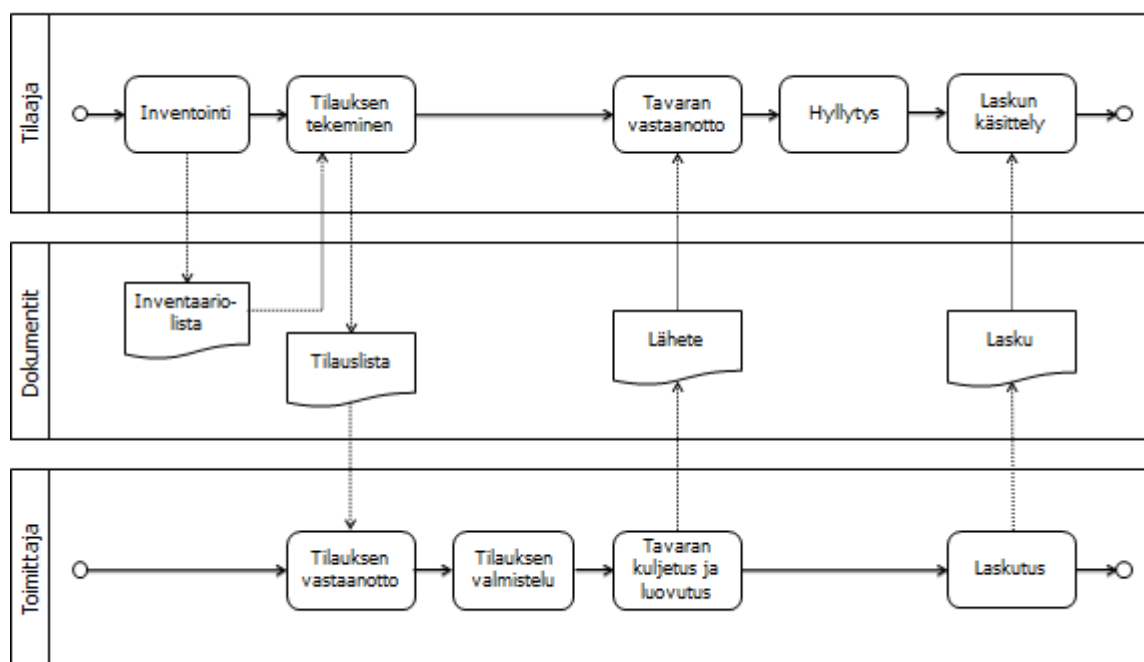 Tilaaja
Inventointi
Tilauksen
tekeminen
Tavaran
vastaanotto
Hyllytys
Laskun
käsittely
Dokumentit
Inventaario-
lista
Tilauslista
Lähete
Lasku
Toimittaja
Tilauksen
vastaanotto
Tilauksen
valmistelu
Tavaran
kuljetus ja
luovutus
Laskutus